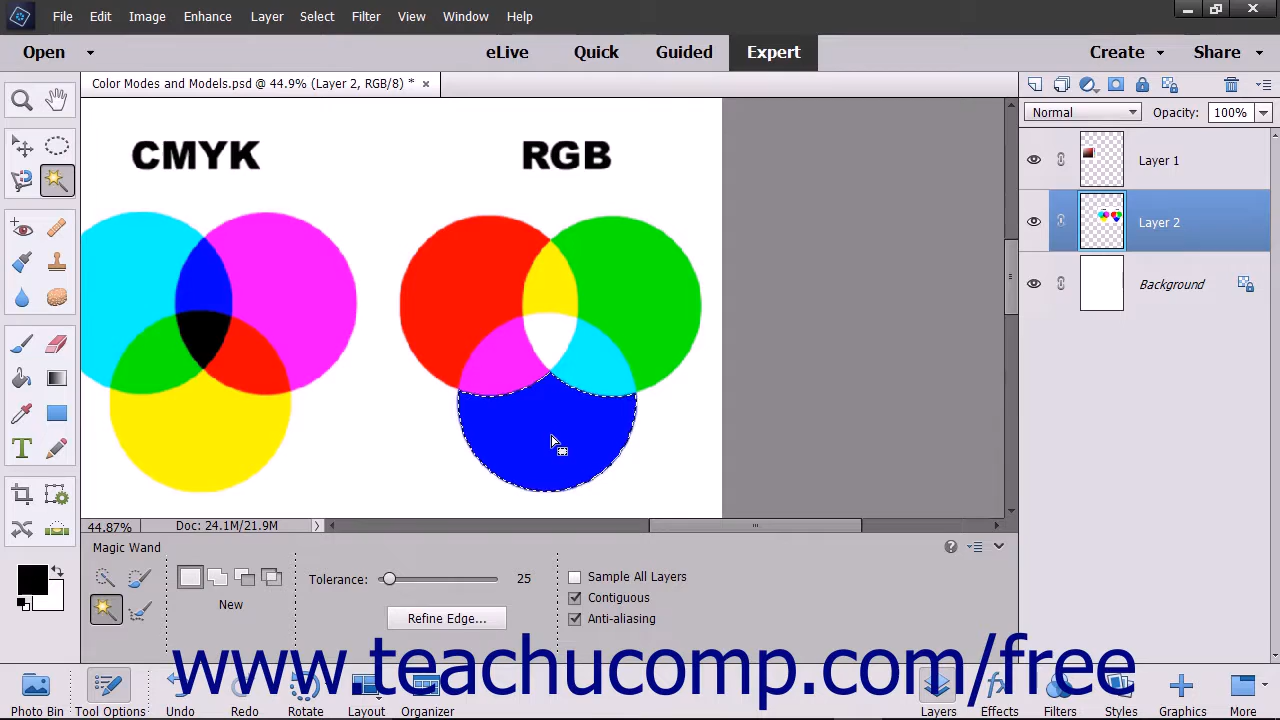 File Edit Image Enhance Layer Select Filter View Window Help
Open eLive Quick Guided Expert Create Share
Color Modes and Models.psd @ 44.9% (Layer 2, RGB/8) *
Normal Opacity: 100%
CMYK RGB
Layer 1
Layer 2
Background
44.87% Doc: 24.1M/21.9M
Magic Wand
New
Tolerance: 25
Refine Edge...
Sample All Layers
Contiguous
Anti-aliasing
www.teachucomp.com/free
Photo Bin Tool Options Undo Redo Rotate Layout Organizer Layers Effects Filters Styles Graphics More